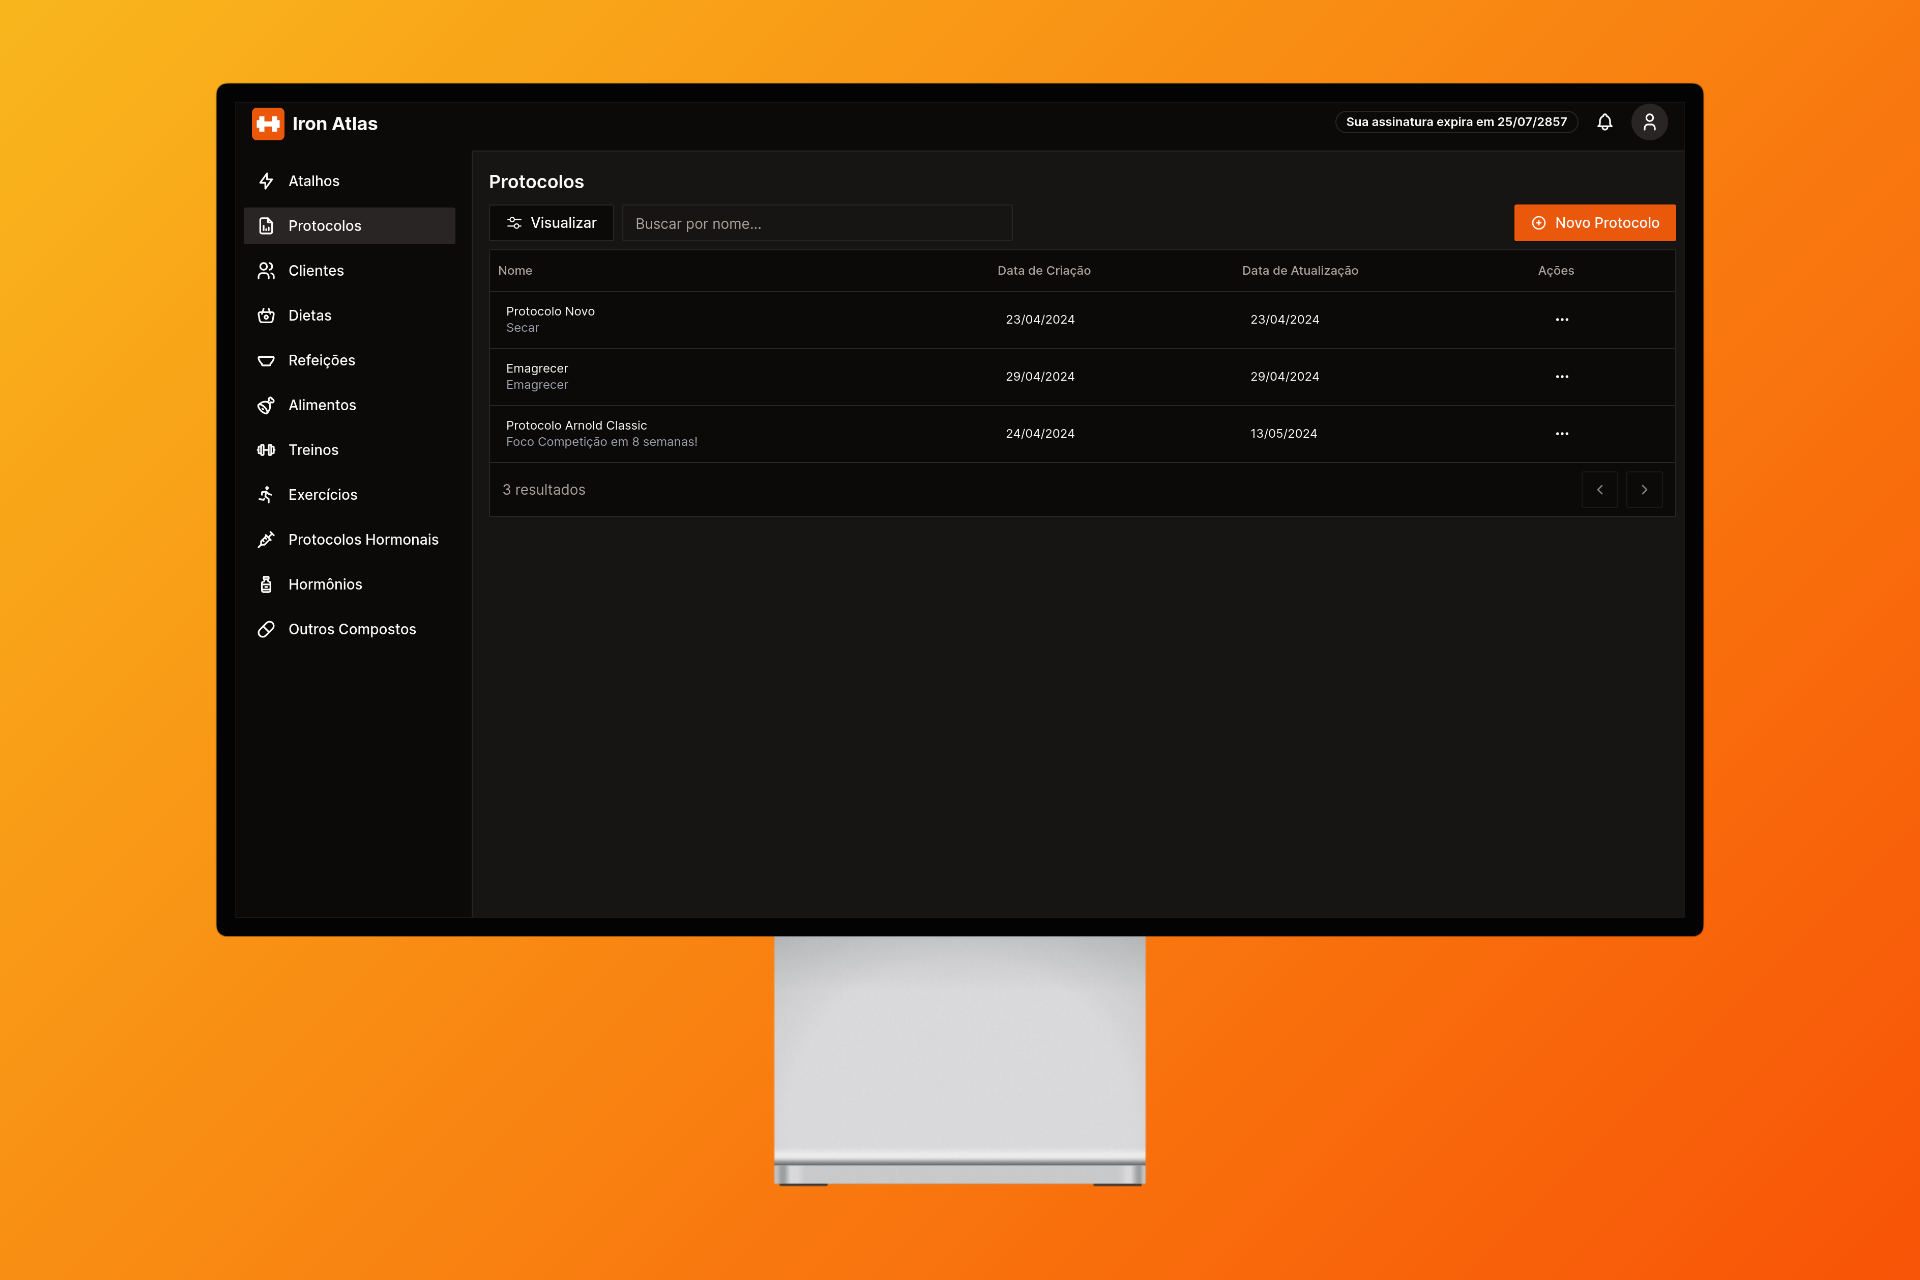 Iron Atlas
Sua assinatura expira em 25/07/2857
Atalhos
Protocolos
Clientes
Dietas
Refeições
Alimentos
Treinos
Exercícios
Protocolos Hormonais
Hormônios
Outros Compostos
Protocolos
Visualizar
Buscar por nome...
Novo Protocolo
Nome Data de Criação Data de Atualização Ações
Protocolo Novo
Secar
23/04/2024 23/04/2024
Emagrecer
Emagrecer
29/04/2024 29/04/2024
Protocolo Arnold Classic
Foco Competição em 8 semanas!
24/04/2024 13/05/2024
3 resultados